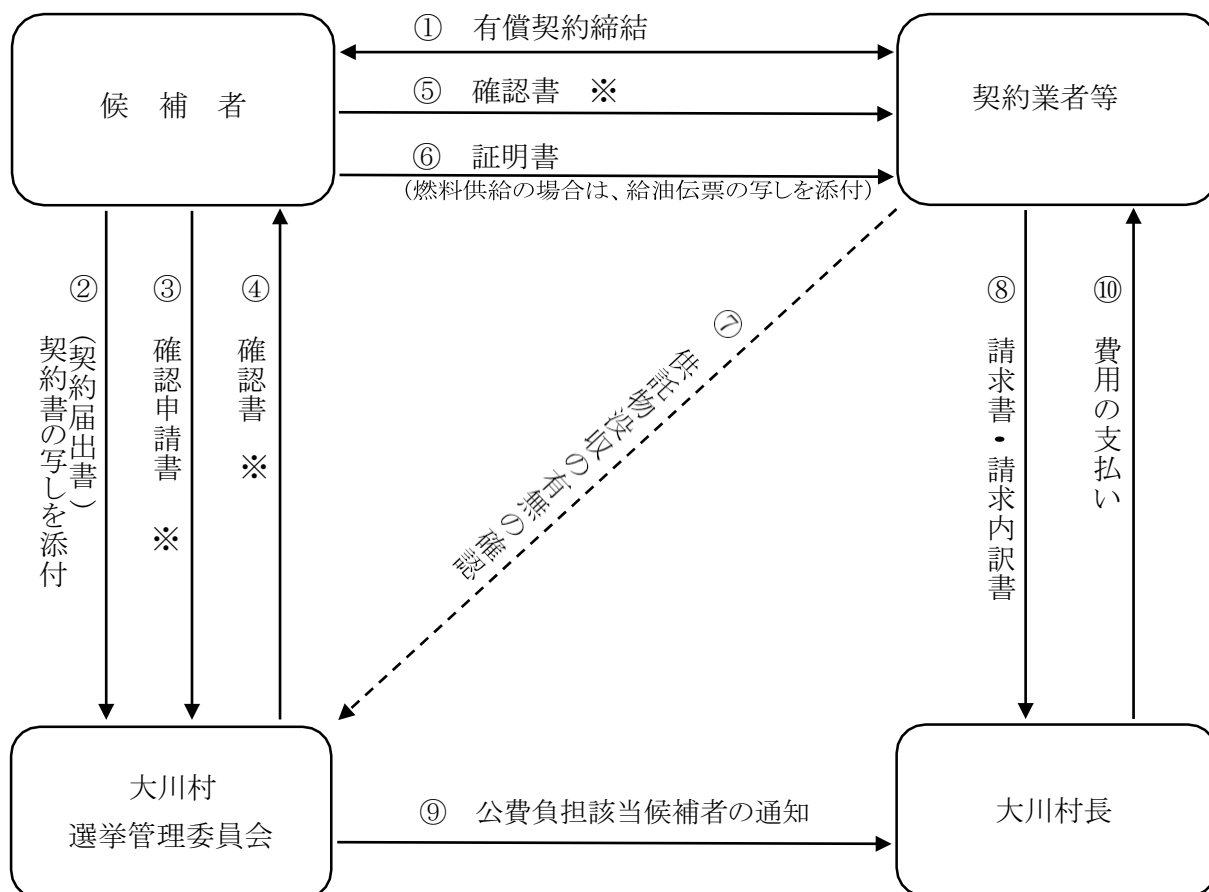 ① 有償契約締結
候 補 者
契約業者等
⑤ 確認書 ※
⑥ 証明書
(燃料供給の場合は、給油伝票の写しを添付)
②
(契約届出書)
契約書の写しを添付
③ 確認申請書 ※
④ 確認書 ※
⑦ 供託物没収の有無の確認
⑧ 請求書・請求内訳書
⑩ 費用の支払い
大川村
選挙管理委員会
⑨ 公費負担該当候補者の通知
大川村長